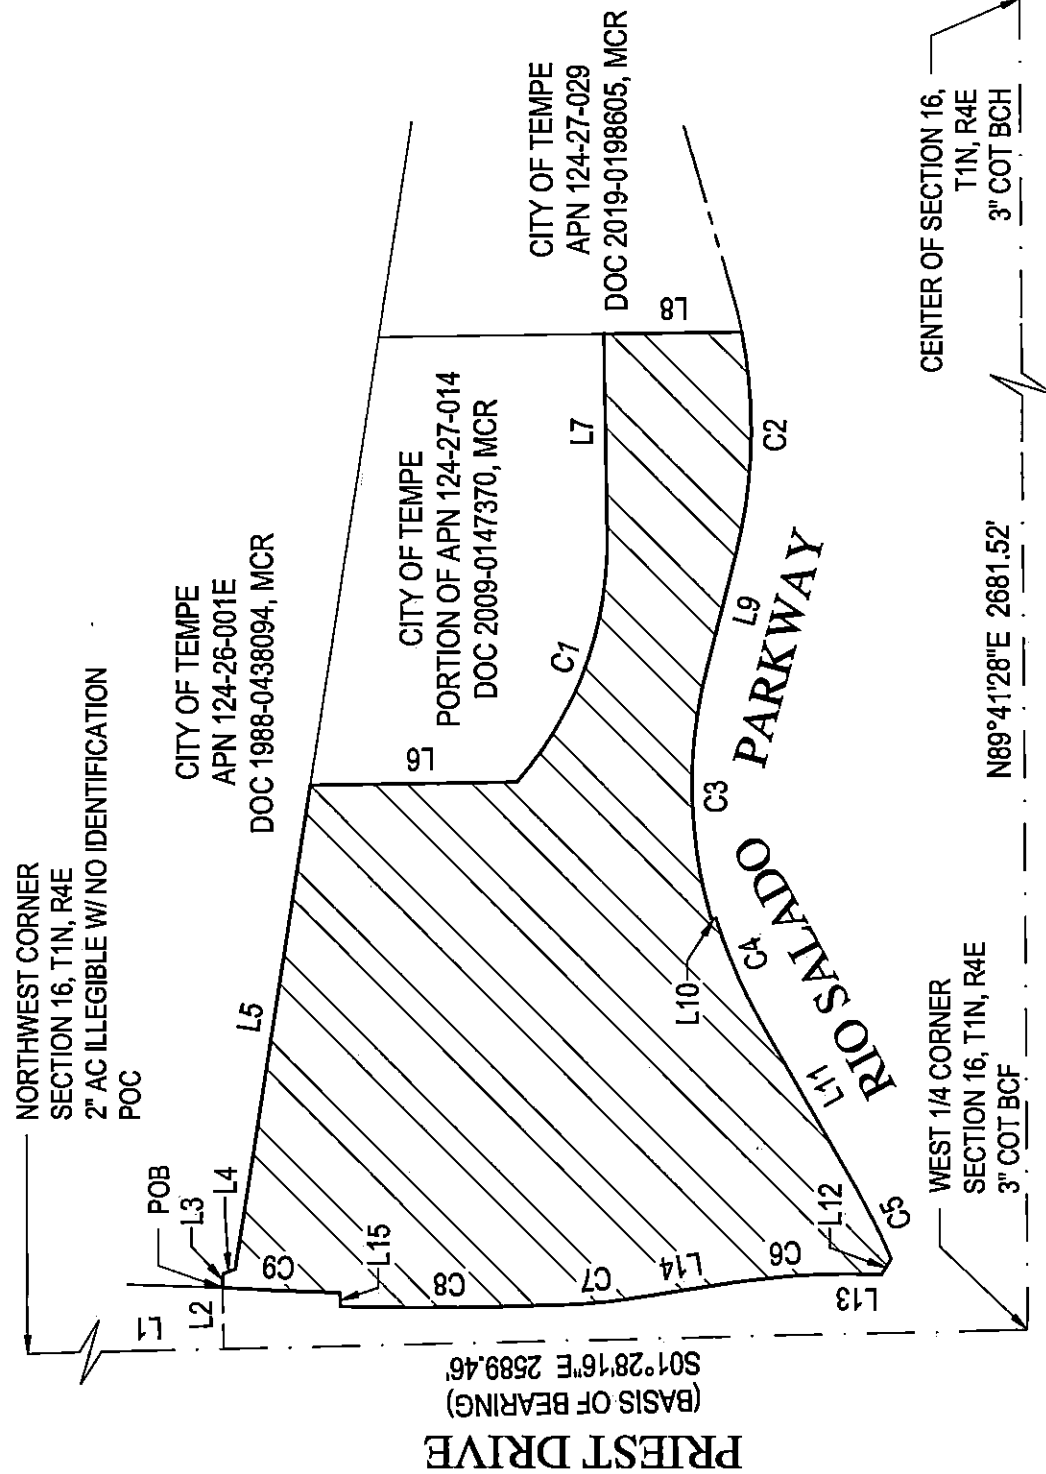 NORTHWEST CORNER
SECTION 16, T1N, R4E
2" AC ILLEGIBLE W/ NO IDENTIFICATION
POC
POB
L3
L4
L2
L1
CITY OF TEMPE
APN 124-26-001E
DOC 1988-0438094, MCR
L5
CITY OF TEMPE
PORTION OF APN 124-27-014
DOC 2009-0147370, MCR
CITY OF TEMPE
APN 124-27-029
DOC 2019-0198605, MCR
L6
C1
L7
L8
C2
L9
C3
L10
C4
L11
C5
L12
L13
C6
L14
C7
C8
L15
C9
RIO SALADO PARKWAY
PRIEST DRIVE
(BASIS OF BEARING)
S01°28'16"E 2589.46'
WEST 1/4 CORNER
SECTION 16, T1N, R4E
3" COT BCF
N89°41'28"E 2681.52'
CENTER OF SECTION 16,
T1N, R4E
3" COT BCH